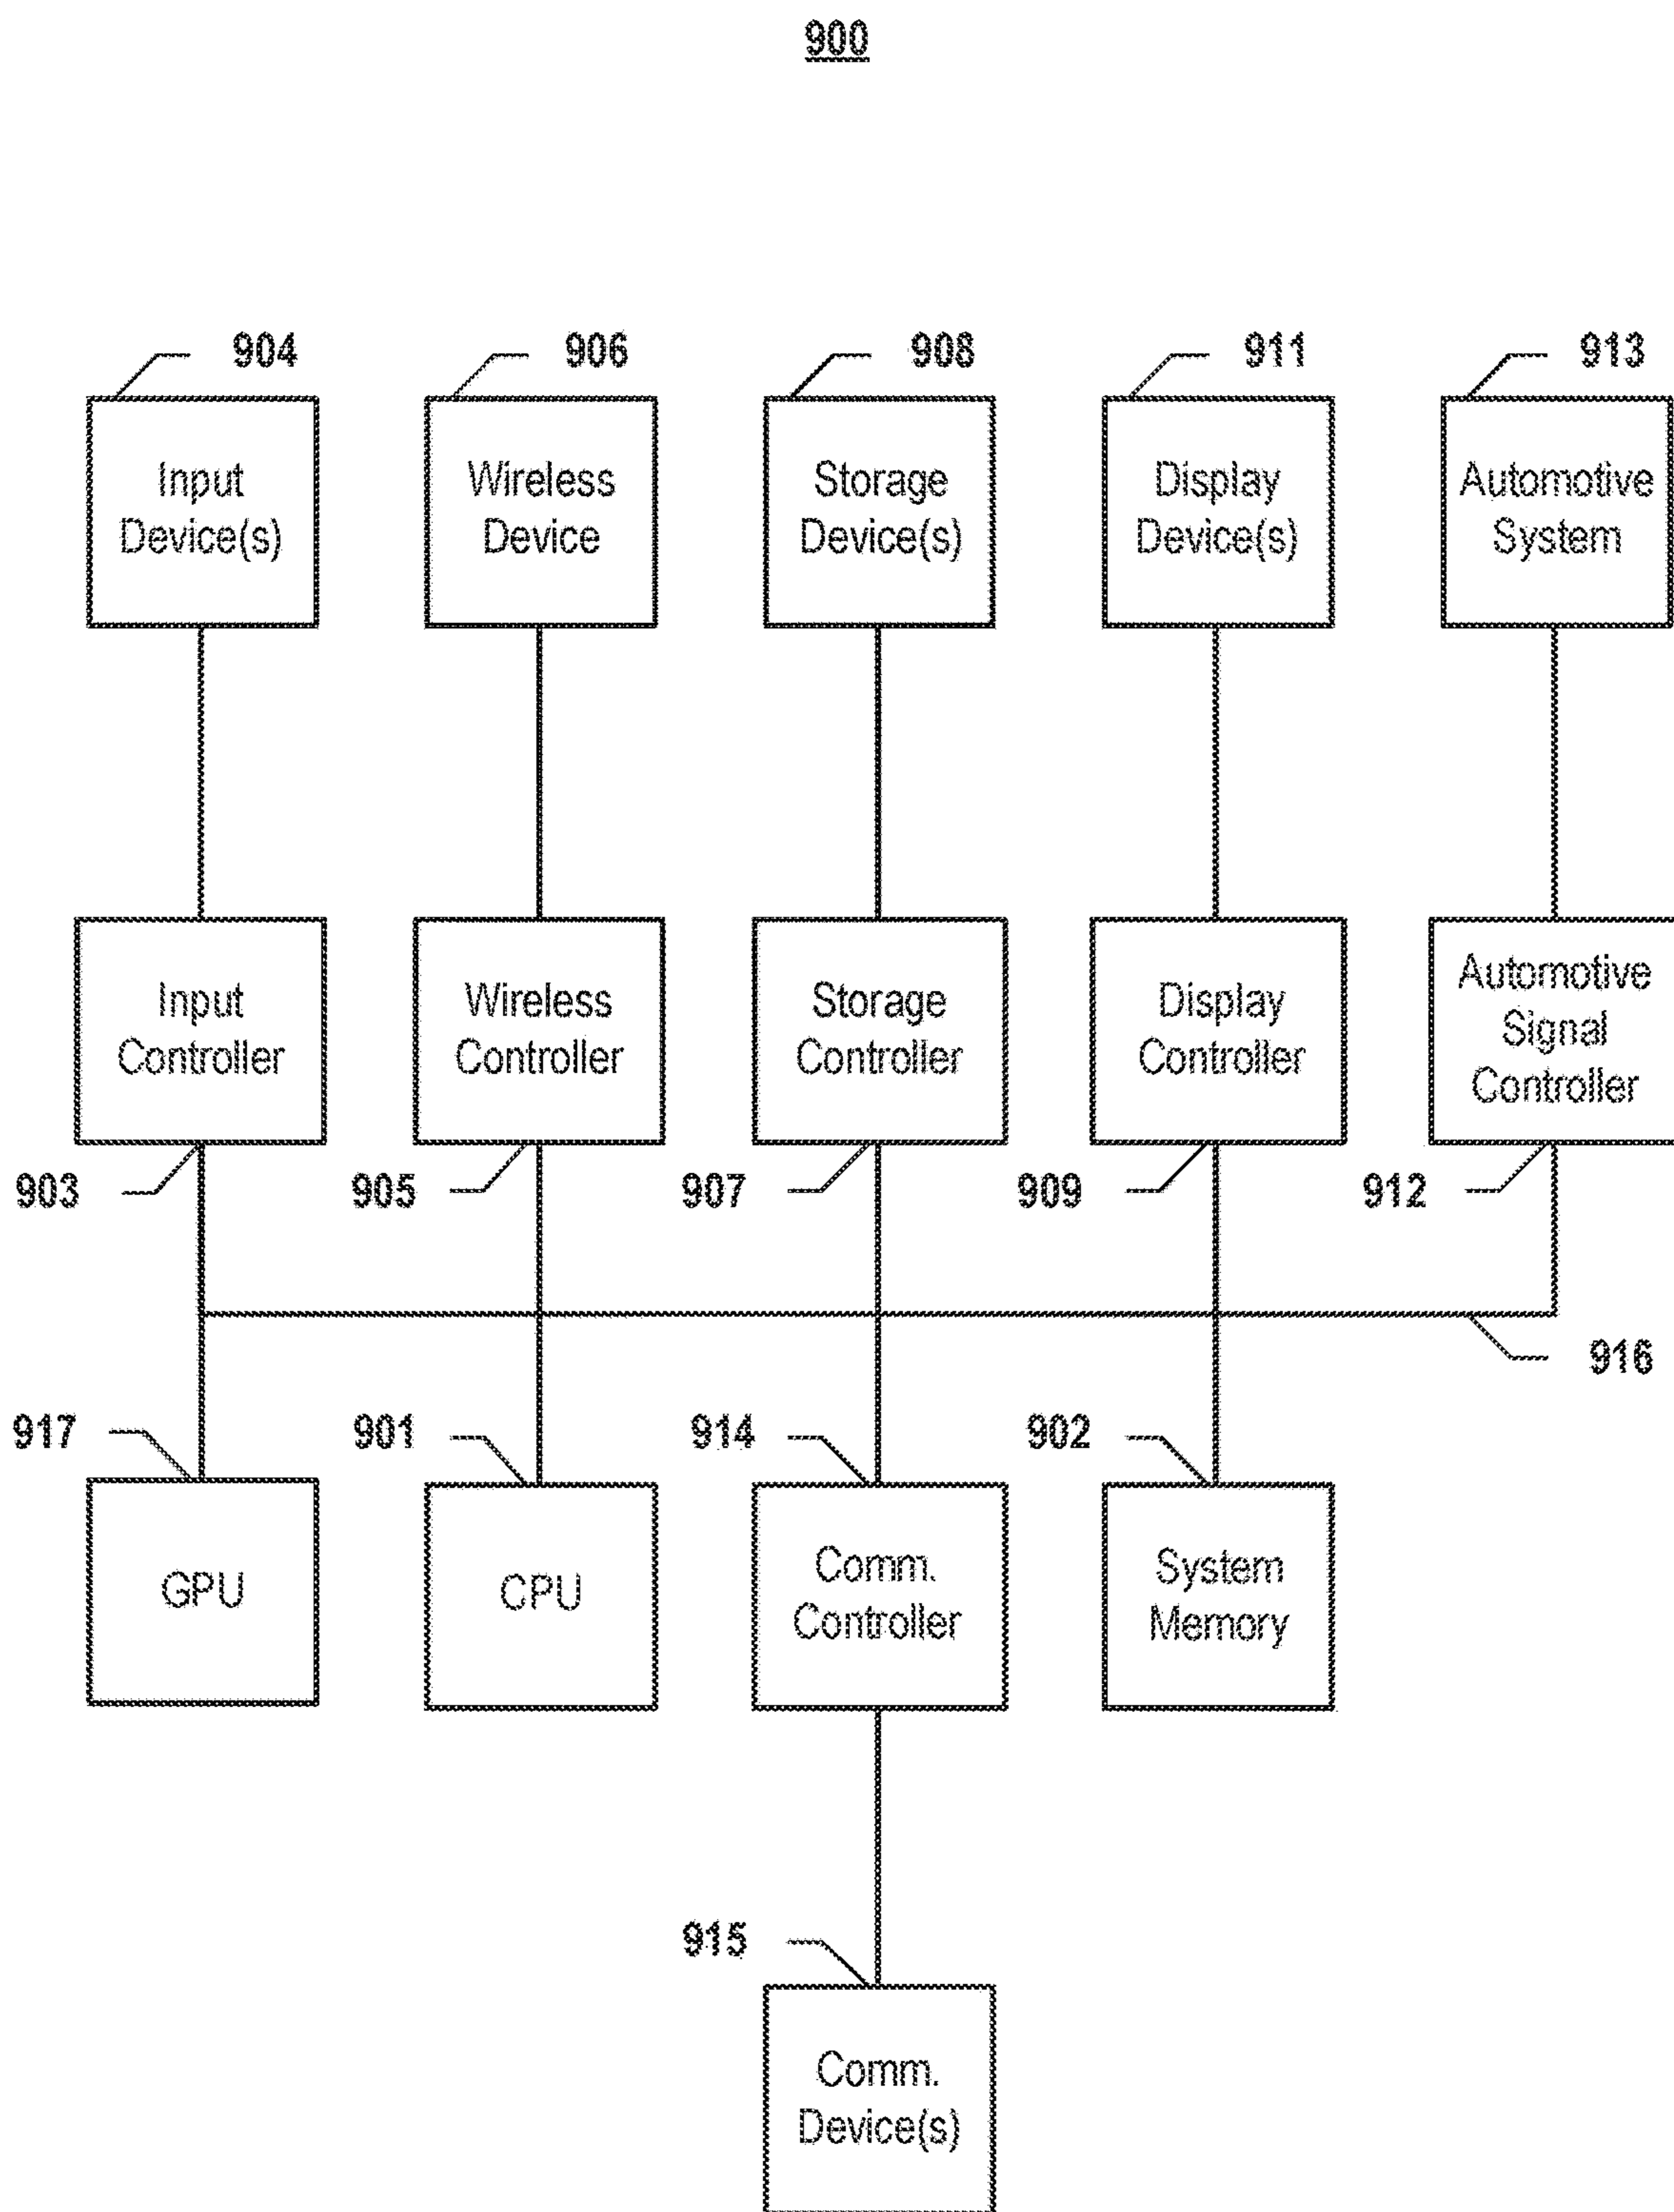 900
904
906
908
911
913
Input
Device(s)
Wireless
Device
Storage
Device(s)
Display
Device(s)
Automotive
System
Input
Controller
Wireless
Controller
Storage
Controller
Display
Controller
Automotive
Signal
Controller
903
905
907
909
912
916
917
901
914
902
GPU
CPU
Comm.
Controller
System
Memory
915
Comm.
Device(s)